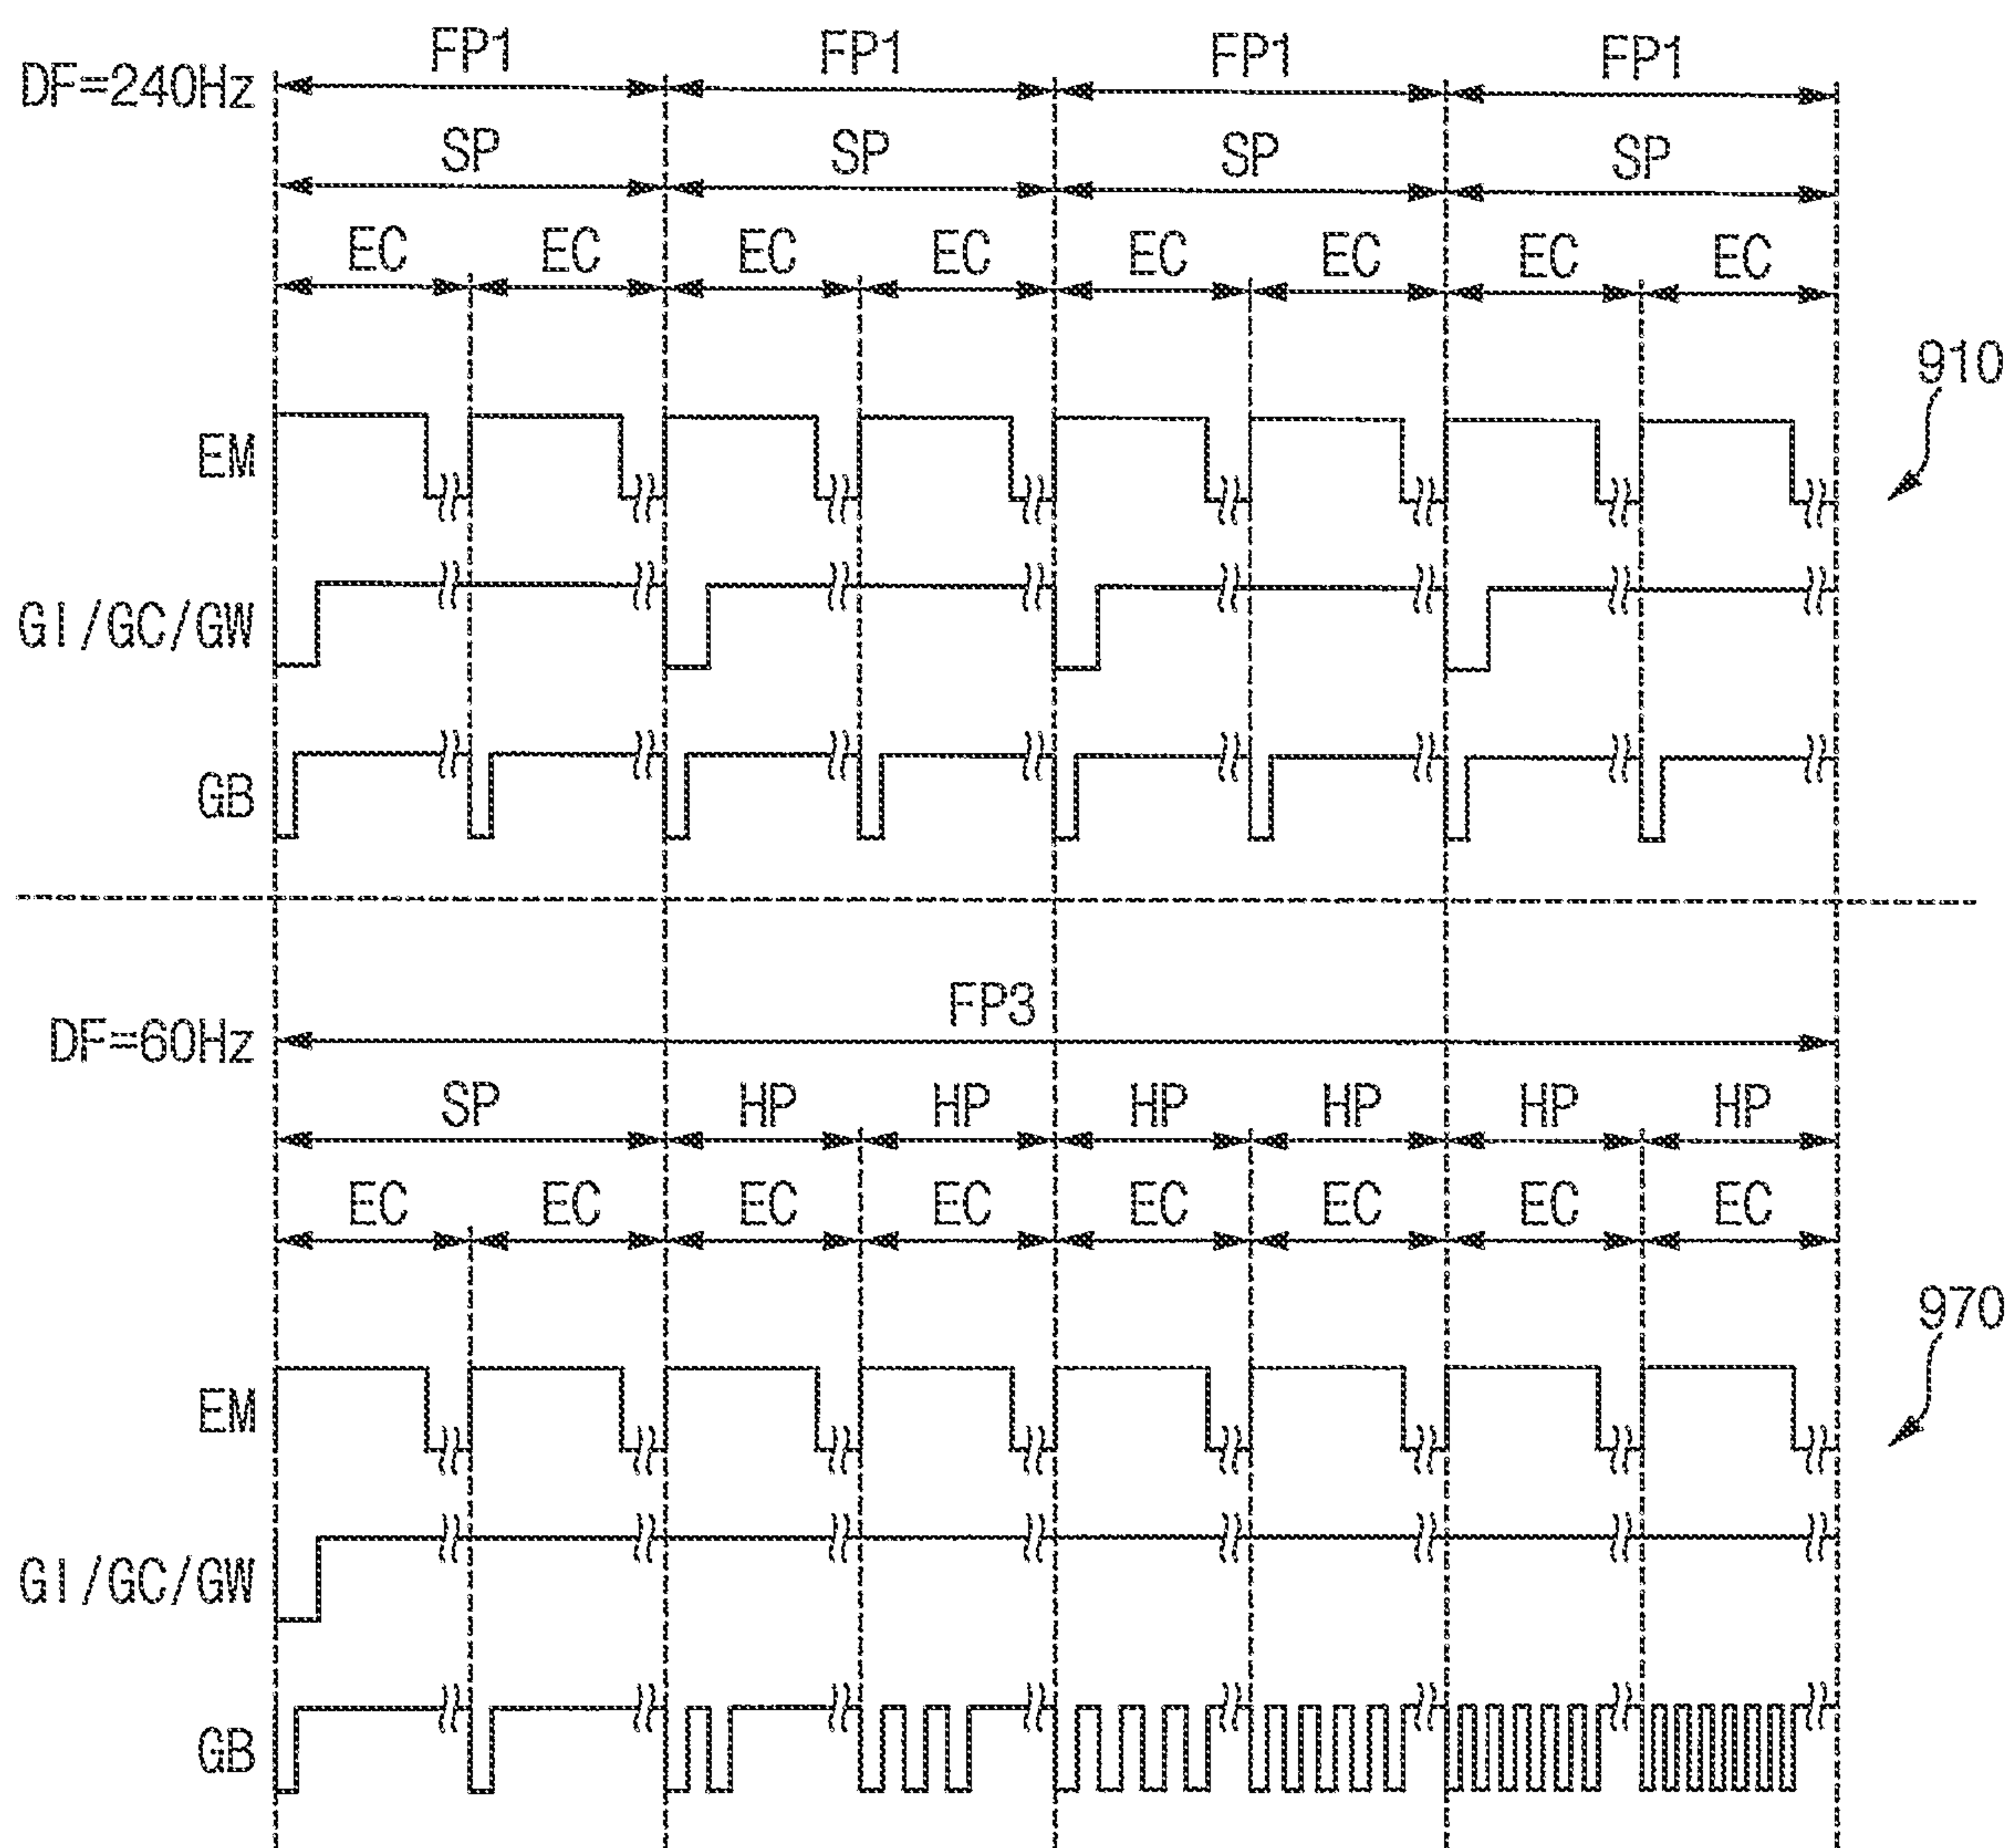 FP1 FP1 FP1 FP1
DF=240Hz
SP SP SP SP
EC EC EC EC EC EC EC EC
910
EM
GI/GC/GW
GB
FP3
DF=60Hz
SP HP HP HP HP HP HP
EC EC EC EC EC EC EC EC
970
EM
GI/GC/GW
GB